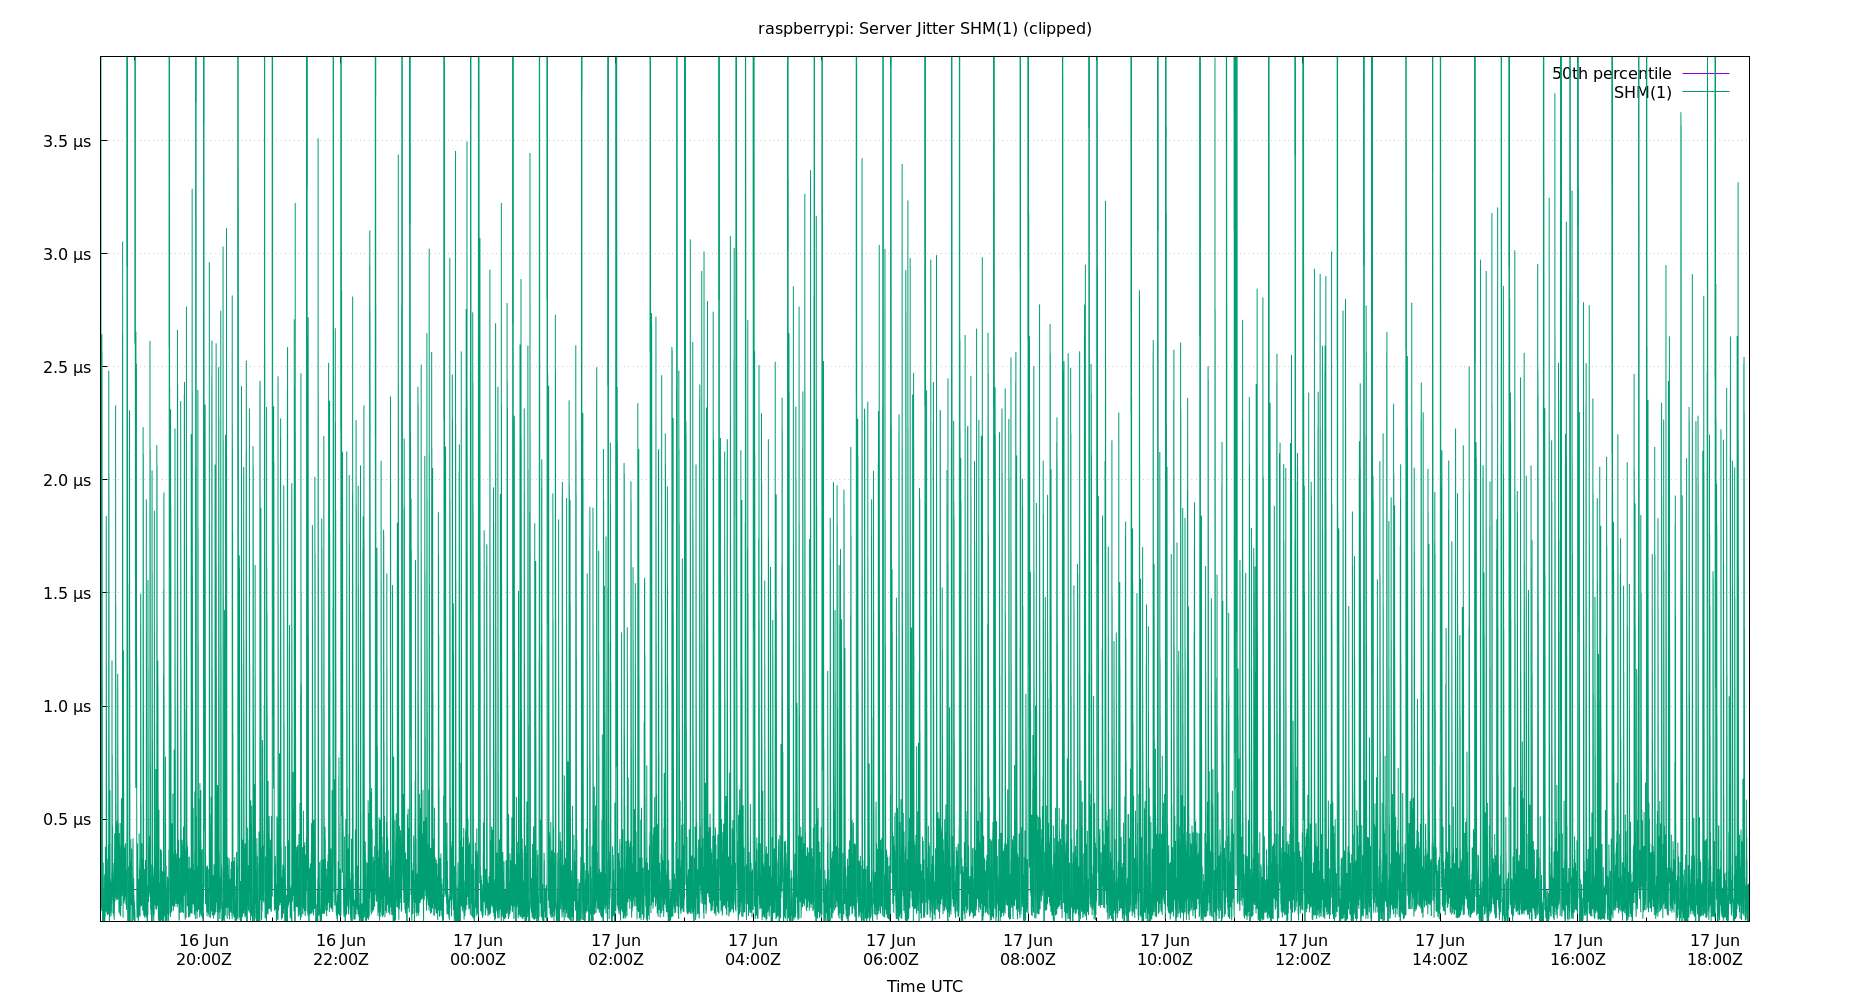 raspberrypi: Server Jitter SHM(1) (clipped)
50th percentile
SHM(1)
3.5 µs
3.0 µs
2.5 µs
2.0 µs
1.5 µs
1.0 µs
0.5 µs
16 Jun 16 Jun 17 Jun 17 Jun 17 Jun 17 Jun 17 Jun 17 Jun 17 Jun 17 Jun 17 Jun 17 Jun
20:00Z 22:00Z 00:00Z 02:00Z 04:00Z 06:00Z 08:00Z 10:00Z 12:00Z 14:00Z 16:00Z 18:00Z
Time UTC